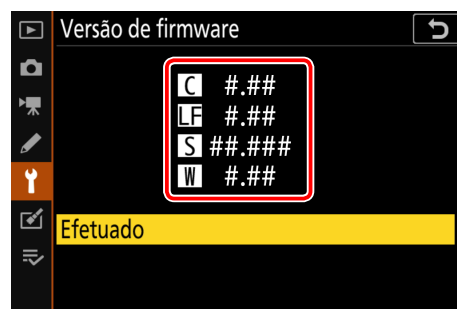 Versão de firmware
C #.##
LF #.##
S ##.###
W #.##
Efetuado